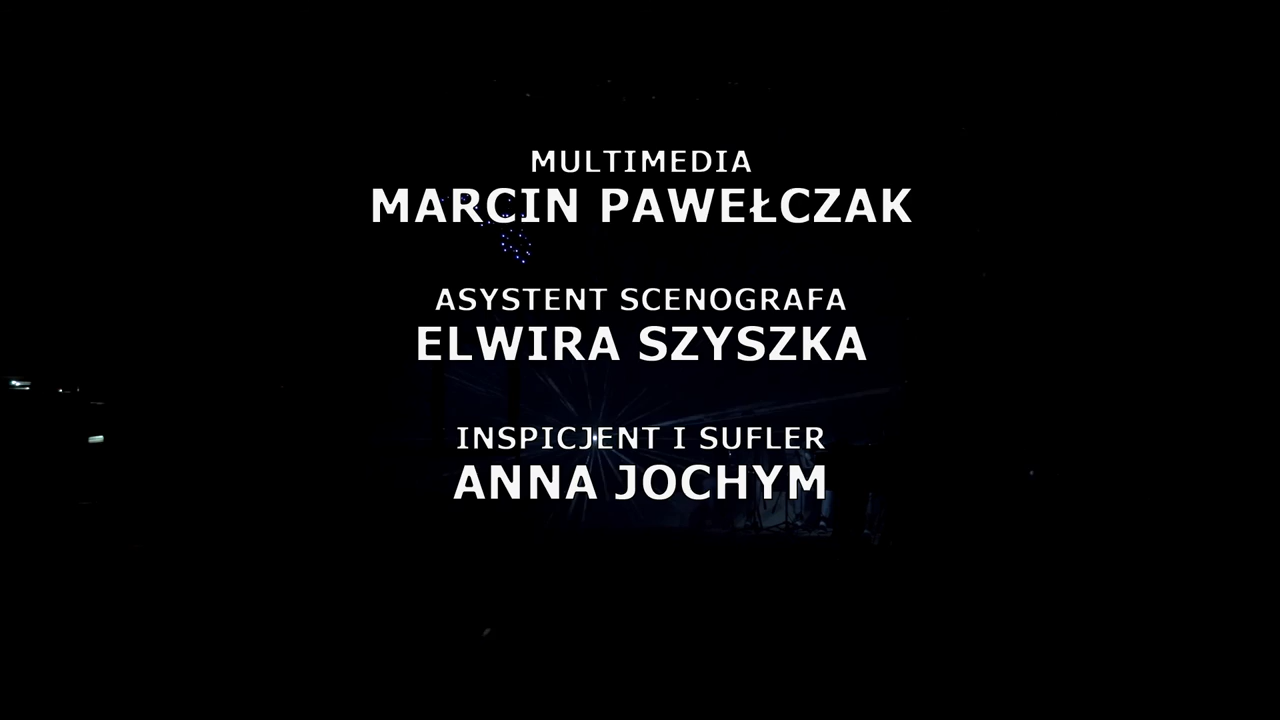 MULTIMEDIA
MARCIN PAWEŁCZAK
ASYSTENT SCENOGRAFA
ELWIRA SZYSZKA
INSPICJENT I SUFLER
ANNA JOCHYM